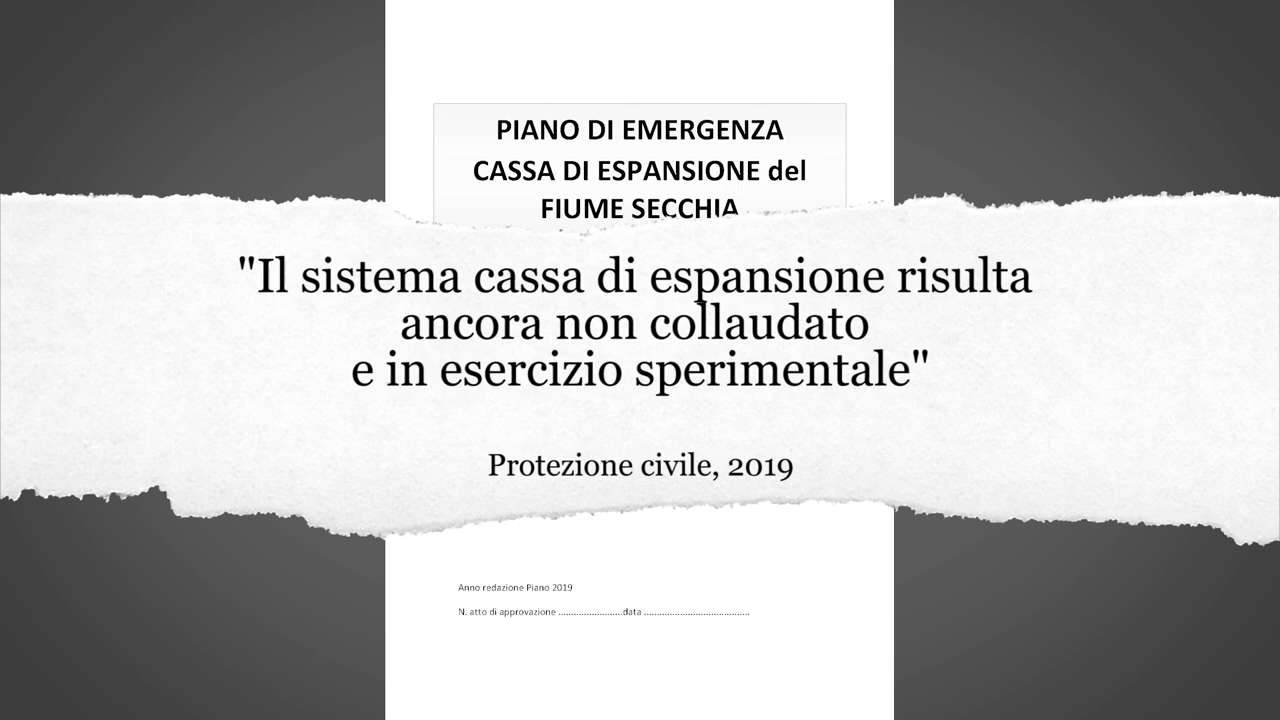 PIANO DI EMERGENZA
CASSA DI ESPANSIONE del
FIUME SECCHIA
"Il sistema cassa di espansione risulta
ancora non collaudato
e in esercizio sperimentale"
Protezione civile, 2019
Anno redazione Piano 2019
N. atto di approvazione ........................data .......................................